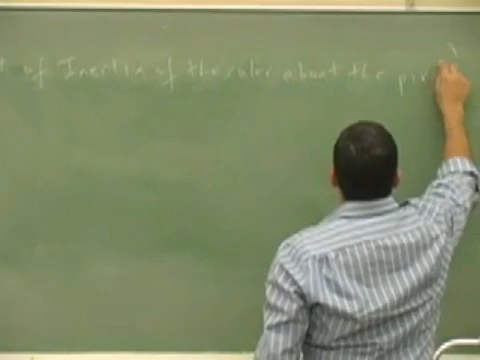 of Inertia of the ruler about the piv